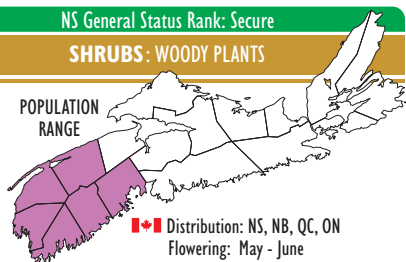 NS General Status Rank: Secure
SHRUBS: WOODY PLANTS
POPULATION
RANGE
Distribution: NS, NB, QC, ON
Flowering: May - June